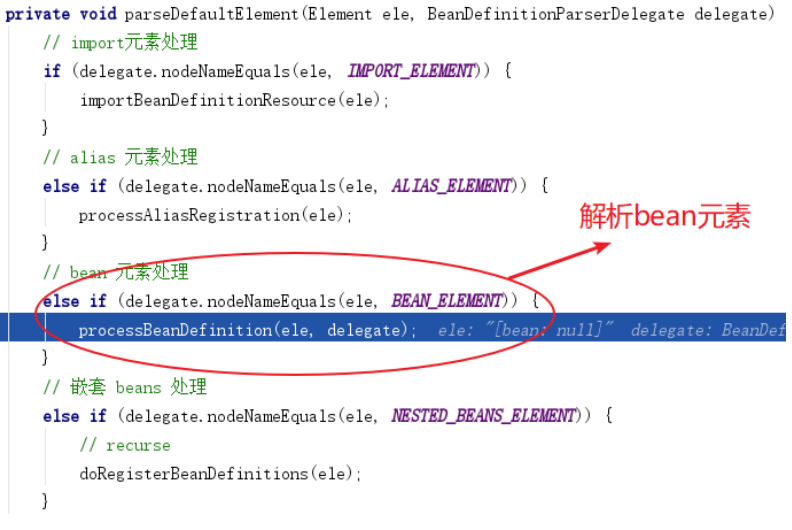 private void parseDefaultElement(Element ele, BeanDefinitionParserDelegate delegate)
// import元素处理
if (delegate.nodeNameEquals(ele, IMPORT_ELEMENT)) {
importBeanDefinitionResource(ele);
}
// alias 元素处理
else if (delegate.nodeNameEquals(ele, ALIAS_ELEMENT)) {
processAliasRegistration(ele);
}
解析bean元素
// bean 元素处理
else if (delegate.nodeNameEquals(ele, BEAN_ELEMENT)) {
processBeanDefinition(ele, delegate); ele: "[bean: null]" delegate: BeanDef
}
// 嵌套 beans 处理
else if (delegate.nodeNameEquals(ele, NESTED_BEANS_ELEMENT)) {
// recurse
doRegisterBeanDefinitions(ele);
}